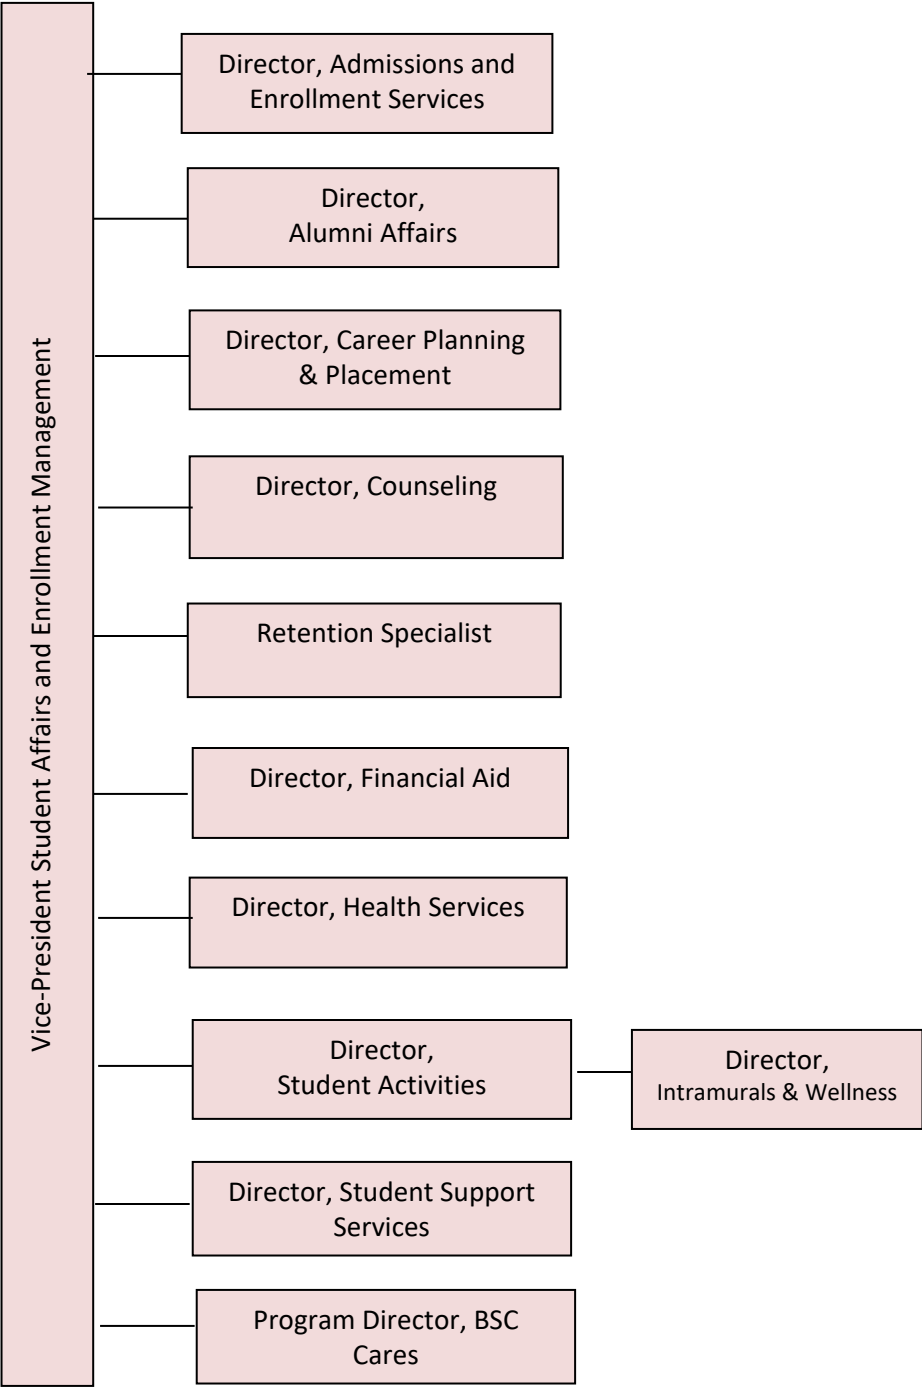 Vice-President Student Affairs and Enrollment Management
Director, Admissions and
Enrollment Services
Director,
Alumni Affairs
Director, Career Planning
& Placement
Director, Counseling
Retention Specialist
Director, Financial Aid
Director, Health Services
Director,
Student Activities
Director,
Intramurals & Wellness
Director, Student Support
Services
Program Director, BSC
Cares